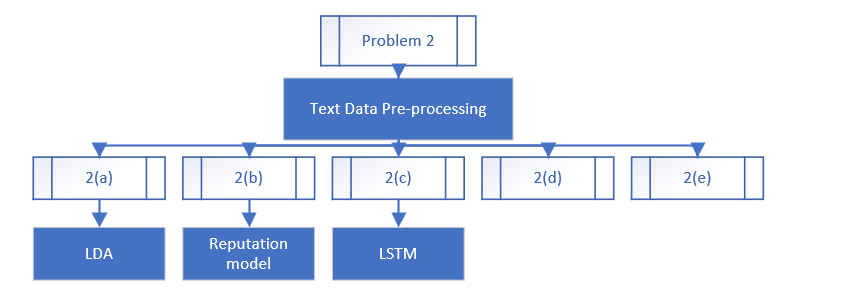 Problem 2
Text Data Pre-processing
2(a)
2(b)
2(c)
2(d)
2(e)
LDA
Reputation
model
LSTM